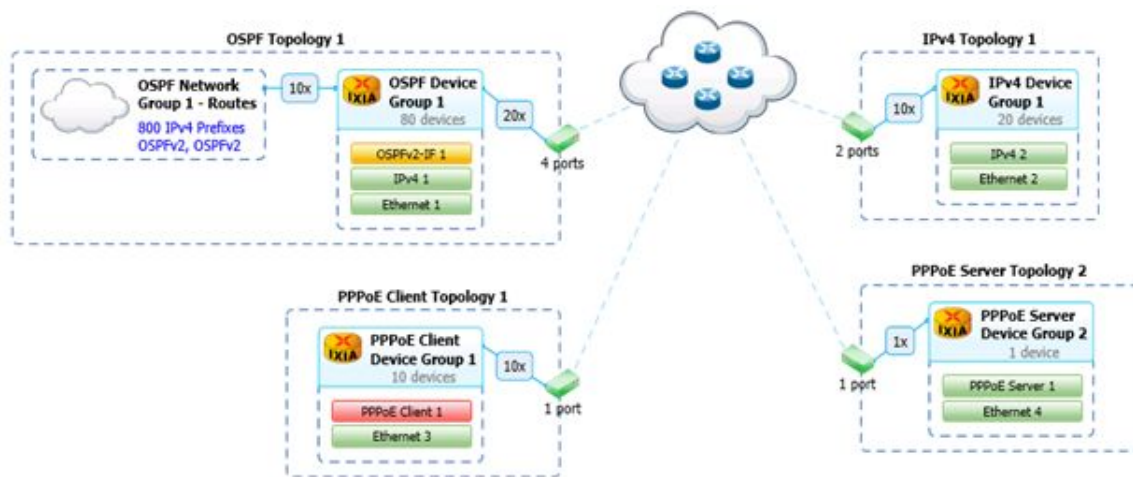 OSPF Topology 1
OSPF Network
Group 1 - Routes
800 IPv4 Prefixes
OSPFv2, OSPFv2
10x
IXIA
OSPF Device
Group 1
80 devices
OSPFv2-IF 1
IPv4 1
Ethernet 1
20x
4 ports
IPv4 Topology 1
2 ports
10x
IXIA
IPv4 Device
Group 1
20 devices
IPv4 2
Ethernet 2
PPPoE Client Topology 1
IXIA
PPPoE Client
Device Group 1
10 devices
PPPoE Client 1
Ethernet 3
10x
1 port
PPPoE Server Topology 2
1 port
1x
IXIA
PPPoE Server
Device Group 2
1 device
PPPoE Server 1
Ethernet 4